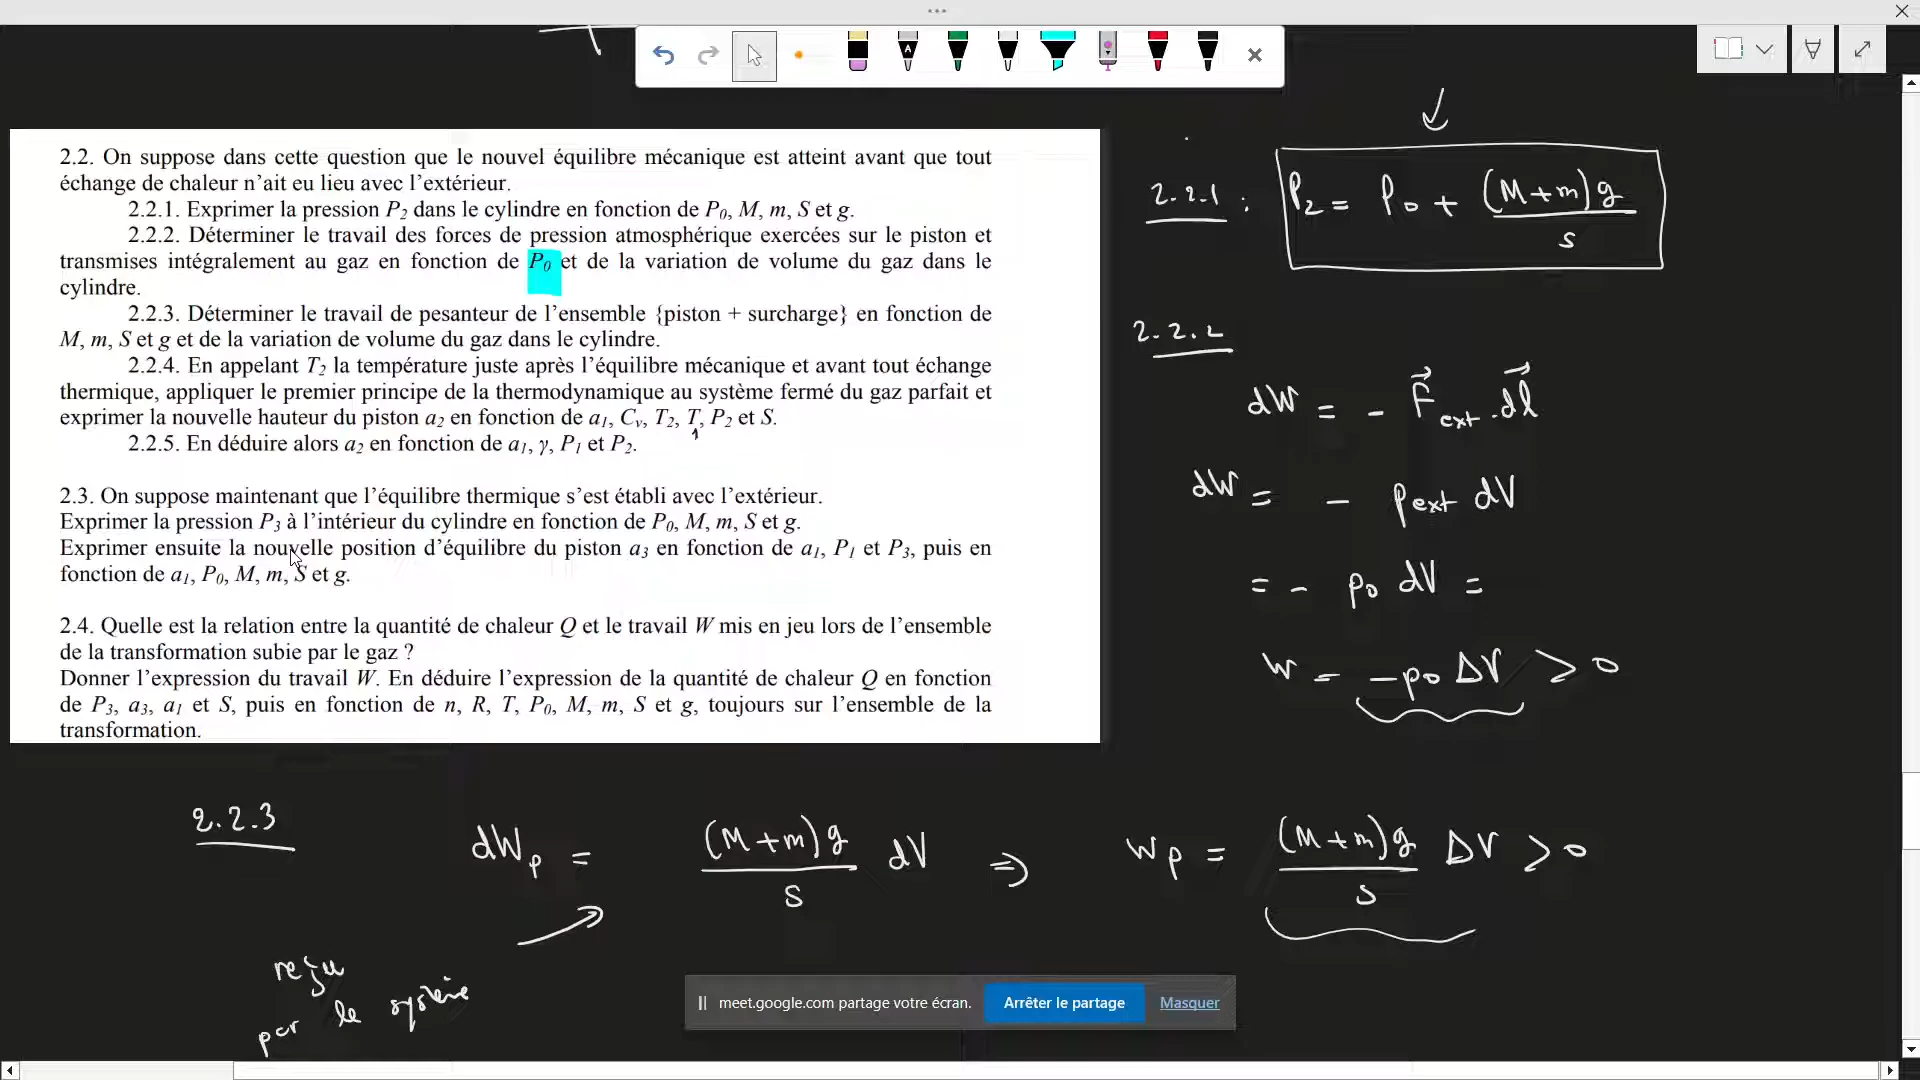 2.2. On suppose dans cette question que le nouvel équilibre mécanique est atteint avant que tout
échange de chaleur n'ait eu lieu avec l'extérieur.
2.2.1. Exprimer la pression P2 dans le cylindre en fonction de P0, M, m, S et g.
2.2.2. Déterminer le travail des forces de pression atmosphérique exercées sur le piston et
transmises intégralement au gaz en fonction de P0 et de la variation de volume du gaz dans le
cylindre.
2.2.3. Déterminer le travail de pesanteur de l'ensemble {piston + surcharge} en fonction de
M, m, S et g et de la variation de volume du gaz dans le cylindre.
2.2.4. En appelant T2 la température juste après l'équilibre mécanique et avant tout échange
thermique, appliquer le premier principe de la thermodynamique au système fermé du gaz parfait et
exprimer la nouvelle hauteur du piston a2 en fonction de a1, Cv, T2, T, P2 et S.
1
2.2.5. En déduire alors a2 en fonction de a1, γ, P1 et P2.
2.3. On suppose maintenant que l'équilibre thermique s'est établi avec l'extérieur.
Exprimer la pression P3 à l'intérieur du cylindre en fonction de P0, M, m, S et g.
Exprimer ensuite la nouvelle position d'équilibre du piston a3 en fonction de a1, P1 et P3, puis en
fonction de a1, P0, M, m, S et g.
2.4. Quelle est la relation entre la quantité de chaleur Q et le travail W mis en jeu lors de l'ensemble
de la transformation subie par le gaz ?
Donner l'expression du travail W. En déduire l'expression de la quantité de chaleur Q en fonction
de P3, a3, a1 et S, puis en fonction de n, R, T, P0, M, m, S et g, toujours sur l'ensemble de la
transformation.
2.2.1 : P2 = P0 + (M+m)g / S
2.2.2
dW = - F⃗ext . dl⃗
dW = - Pext dV
= - P0 dV =
W = -P0 ΔV > 0
2.2.3 dWp = (M+m)g / S dV ⇒ Wp = (M+m)g / S ΔV > 0
reçu
par le système
meet.google.com partage votre écran. Arrêter le partage Masquer